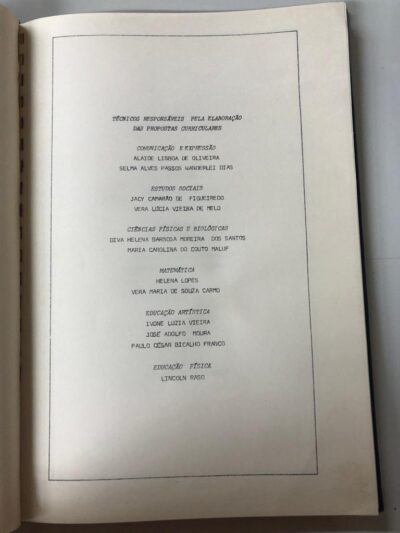 TÉCNICOS RESPONSÁVEIS PELA ELABORAÇÃO
DAS PROPOSTAS CURRICULARES
COMUNICAÇÃO E EXPRESSÃO
ALAIDE LISBOA DE OLIVEIRA
SELMA ALVES PASSOS WANDERLEI DIAS
ESTUDOS SOCIAIS
JACY CAMARÃO DE FIGUEIREDO
VERA LÚCIA VIEIRA DE MELO
CIÊNCIAS FÍSICAS E BIOLÓGICAS
DIVA HELENA BARBOSA MOREIRA DOS SANTOS
MARIA CAROLINA DO COUTO MALUF
MATEMÁTICA
HELENA LOPES
VERA MARIA DE SOUZA CARMO
EDUCAÇÃO ARTÍSTICA
IVONE LUZIA VIEIRA
JOSÉ ADOLFO MOURA
PAULO CÉSAR BICALHO FRANCO
EDUCAÇÃO FÍSICA
LINCOLN RASO